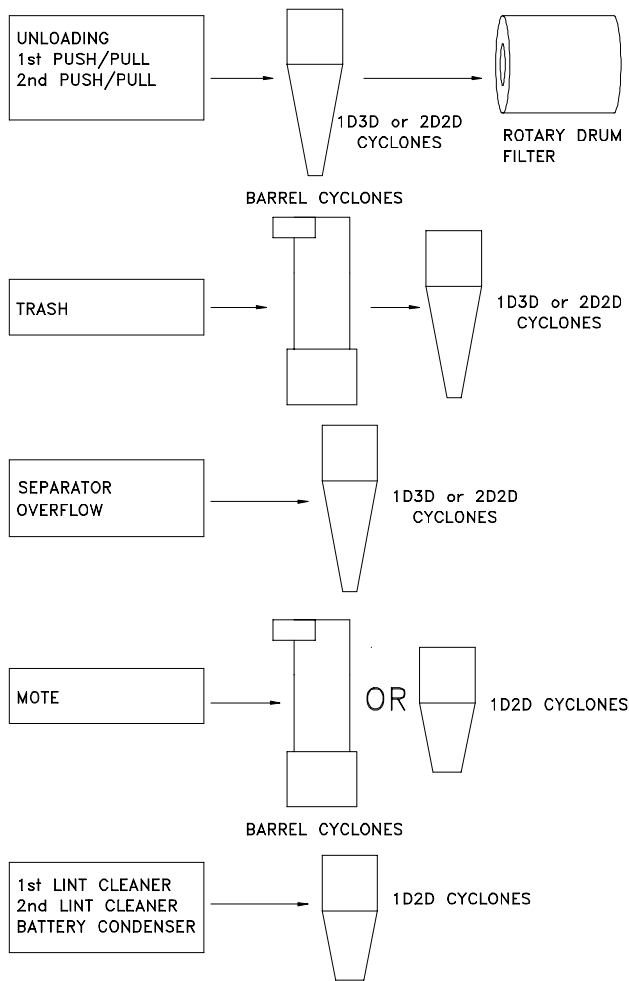 UNLOADING
1st PUSH/PULL
2nd PUSH/PULL
1D3D or 2D2D
CYCLONES
ROTARY DRUM
FILTER
BARREL CYCLONES
TRASH
1D3D or 2D2D
CYCLONES
SEPARATOR
OVERFLOW
1D3D or 2D2D
CYCLONES
MOTE
OR
1D2D CYCLONES
BARREL CYCLONES
1st LINT CLEANER
2nd LINT CLEANER
BATTERY CONDENSER
1D2D CYCLONES